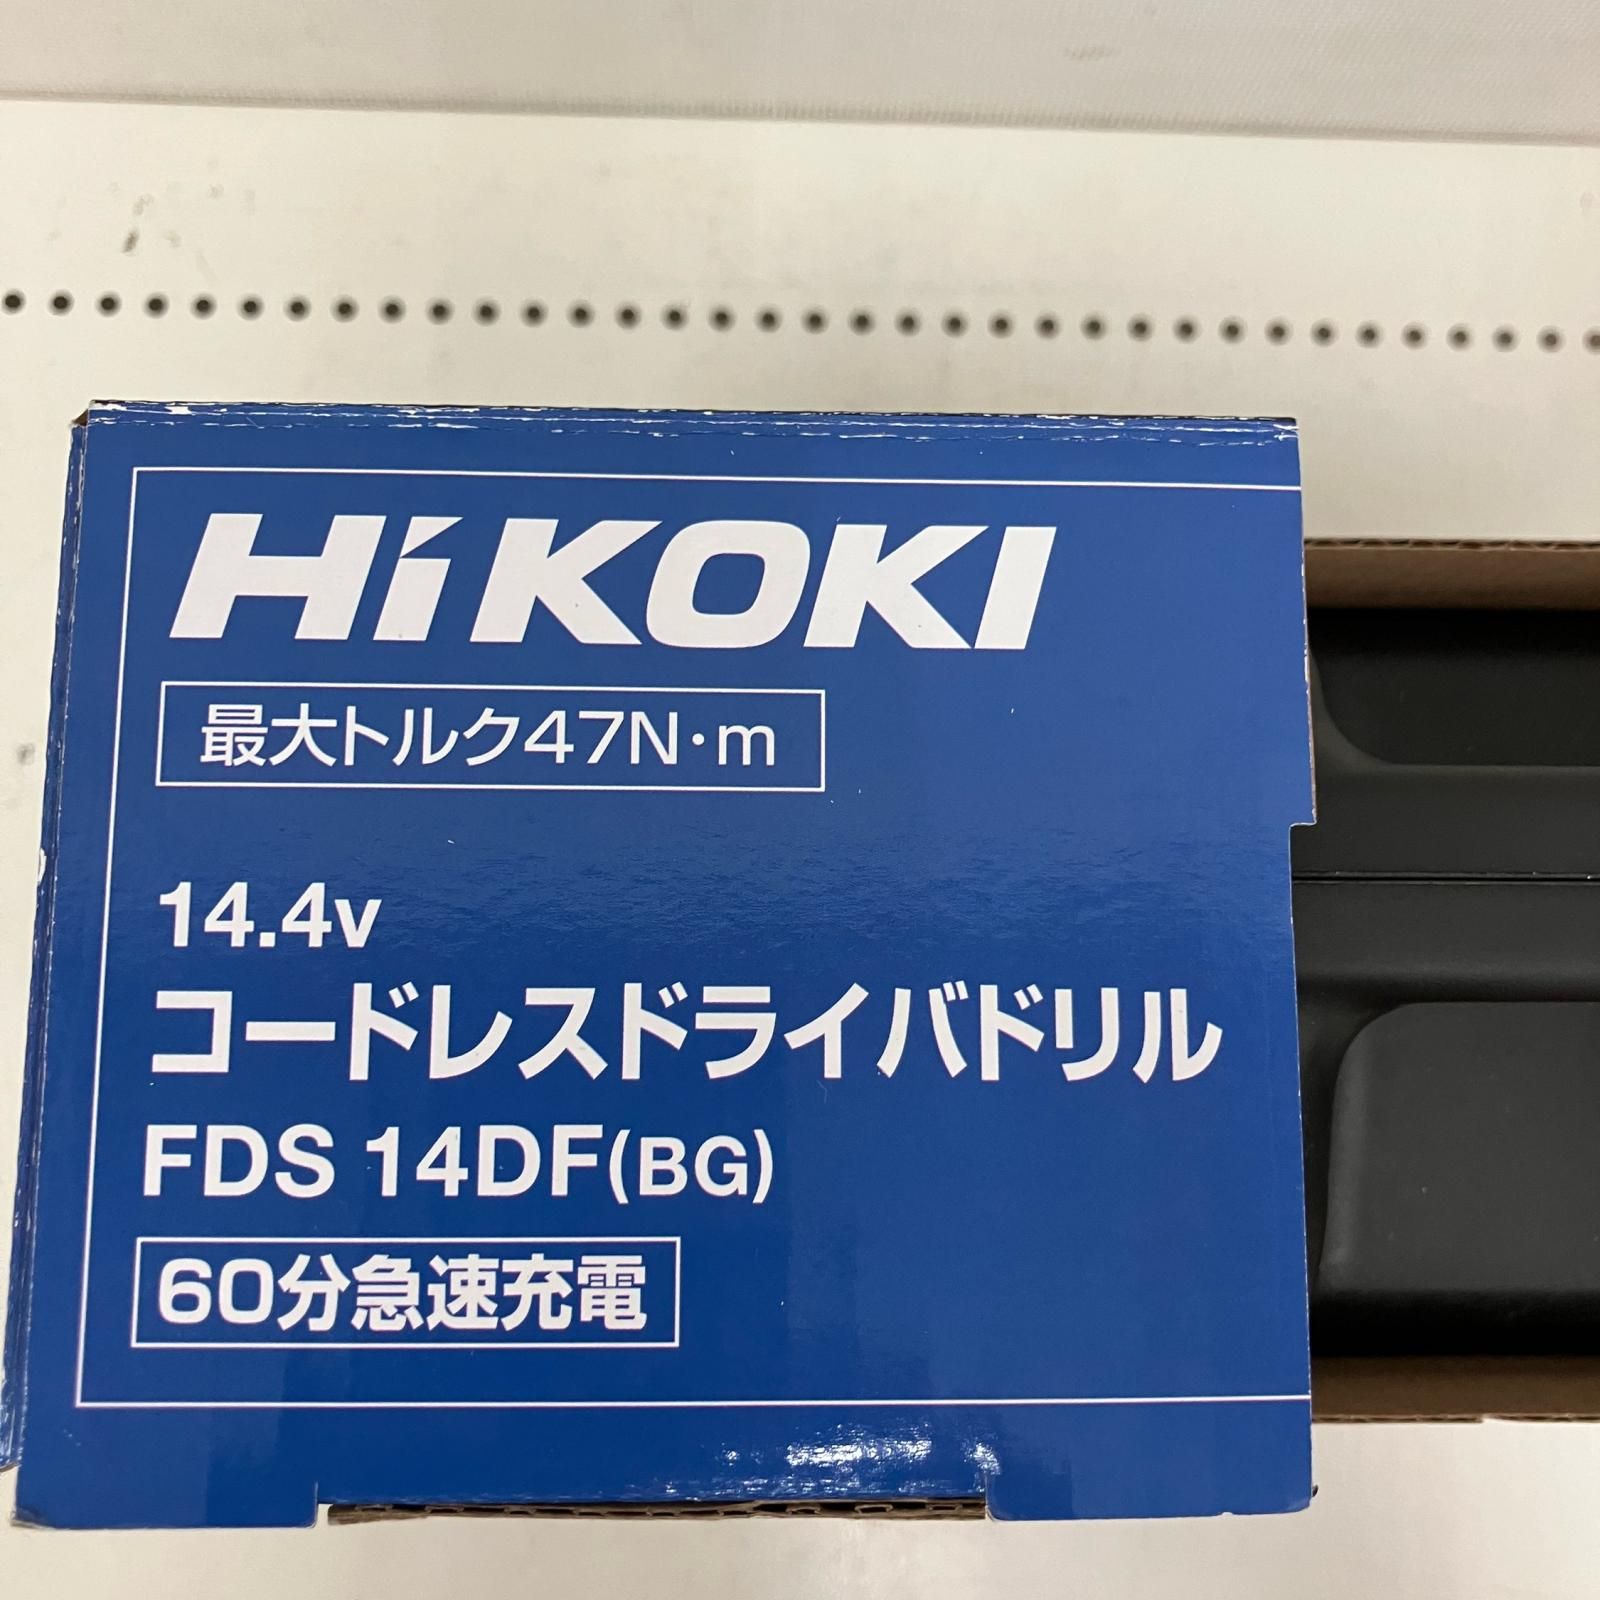 HiKOKI
最大トルク47N・m
14.4v
コードレスドライバドリル
FDS 14DF(BG)
60分急速充電